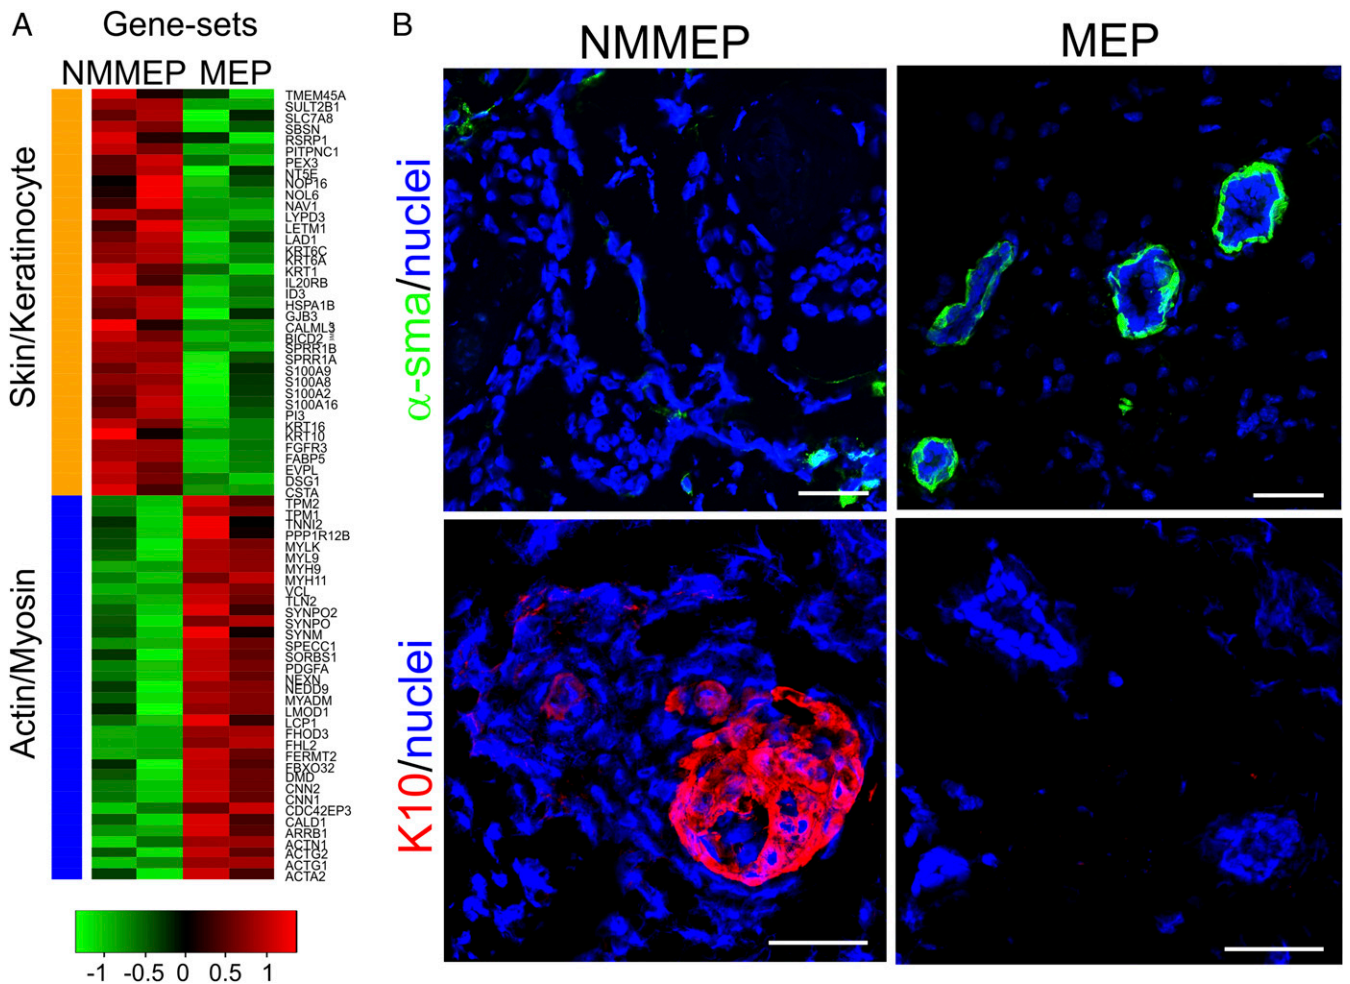 A
Gene-sets
NMMEP MEP
Skin/Keratinocyte
TMEM45A
SULT2B1
SLC7A8
SBSN
RSRP1
PITPNC1
PEX3
NT5E
NOP16
NOL6
NAV1
LYPD3
LETM1
LAD1
KRT6C
KRT6A
KRT1
IL20RB
ID3
HSPA1B
GJB3
CALML3
BICD2
SPRR1B
SPRR1A
S100A9
S100A8
S100A2
S100A16
PI3
KRT16
KRT10
FGFR3
FABP5
EVPL
DSG1
CSTA
Actin/Myosin
TPM2
TPM1
TNNI2
PPP1R12B
MYLK
MYL9
MYH9
MYH11
VCL
TLN2
SYNPO2
SYNPO
SYNM
SPECC1
SORBS1
PDGFA
NEXN
NEDD9
MYADM
LMOD1
LCP1
FHOD3
FHL2
FERMT2
FBXO32
DMD
CNN2
CNN1
CDC42EP3
CALD1
ARRB1
ACTN1
ACTG2
ACTG1
ACTA2
-1 -0.5 0 0.5 1
B
NMMEP MEP
α-sma/nuclei
K10/nuclei